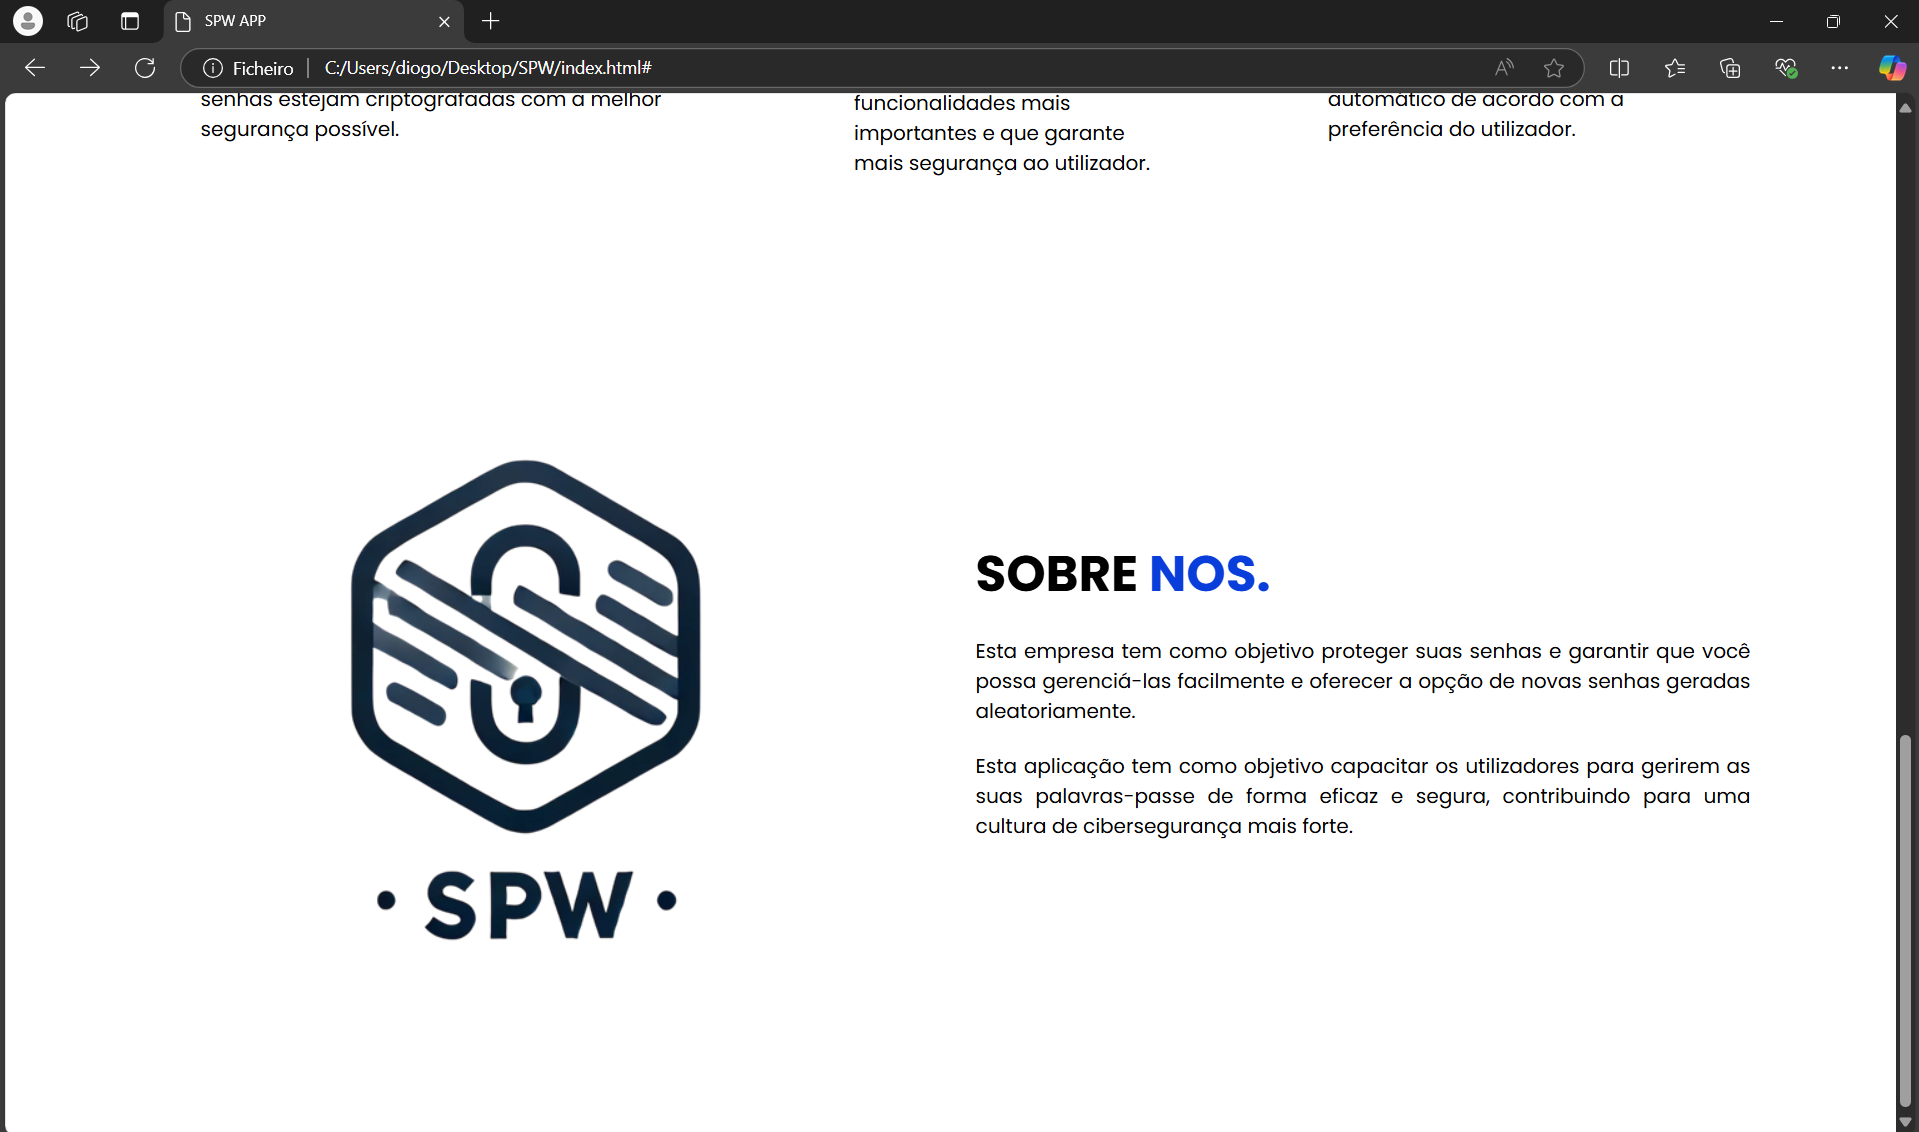 SPW APP
Ficheiro
C:/Users/diogo/Desktop/SPW/index.html#
senhas estejam criptografadas com a melhor
segurança possível.
funcionalidades mais
importantes e que garante
mais segurança ao utilizador.
automático de acordo com a
preferência do utilizador.
SPW
SOBRE NOS.
Esta empresa tem como objetivo proteger suas senhas e garantir que você
possa gerenciá-las facilmente e oferecer a opção de novas senhas geradas
aleatoriamente.
Esta aplicação tem como objetivo capacitar os utilizadores para gerirem as
suas palavras-passe de forma eficaz e segura, contribuindo para uma
cultura de cibersegurança mais forte.